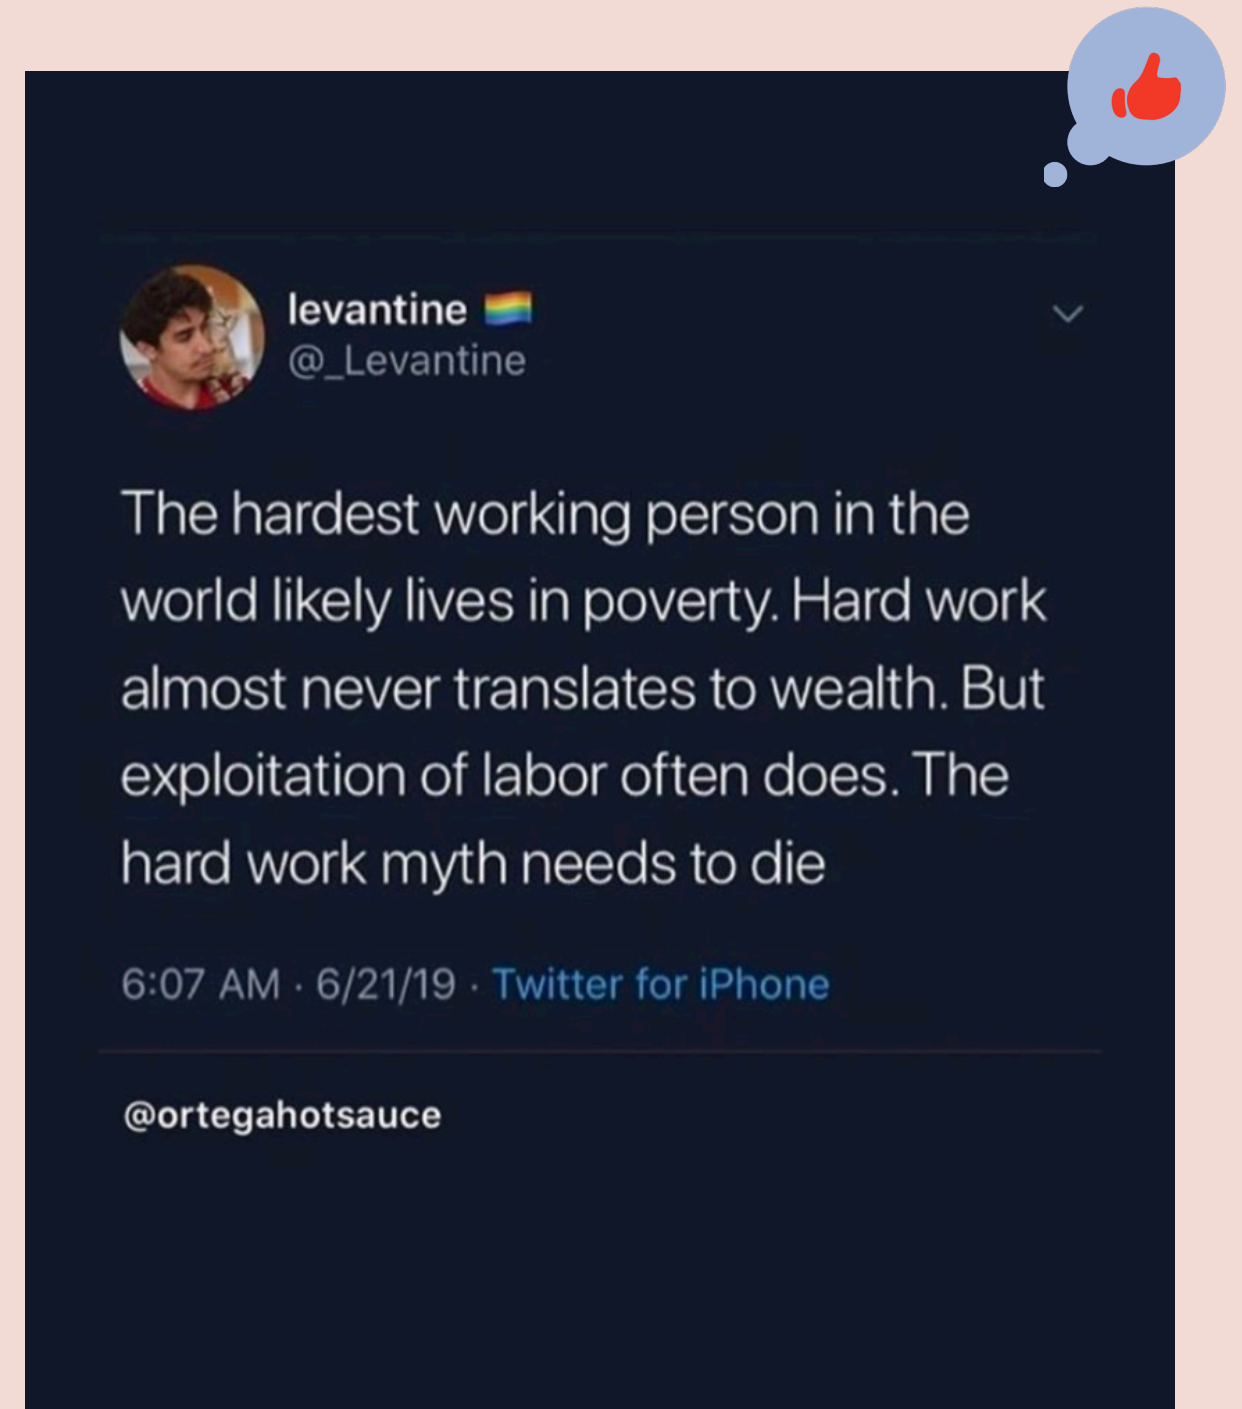 levantine 🏳️‍🌈
@_Levantine
The hardest working person in the
world likely lives in poverty. Hard work
almost never translates to wealth. But
exploitation of labor often does. The
hard work myth needs to die
6:07 AM · 6/21/19 · Twitter for iPhone
@ortegahotsauce